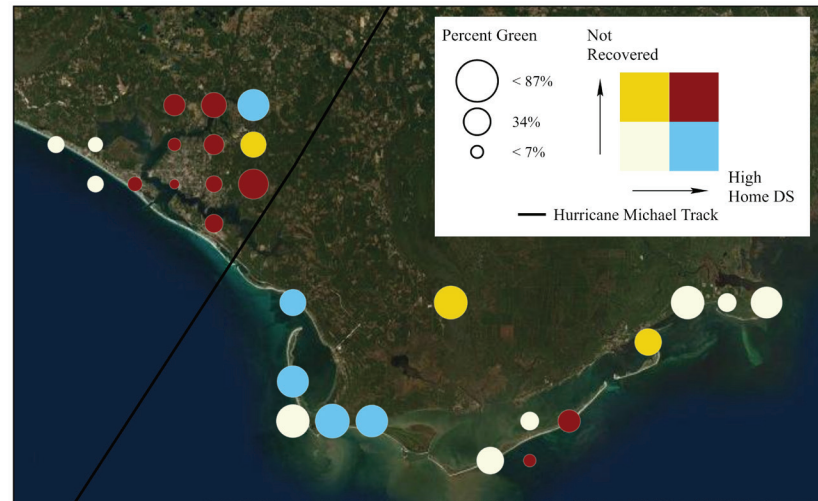 Percent Green
< 87%
34%
< 7%
Not
Recovered
High
Home DS
Hurricane Michael Track